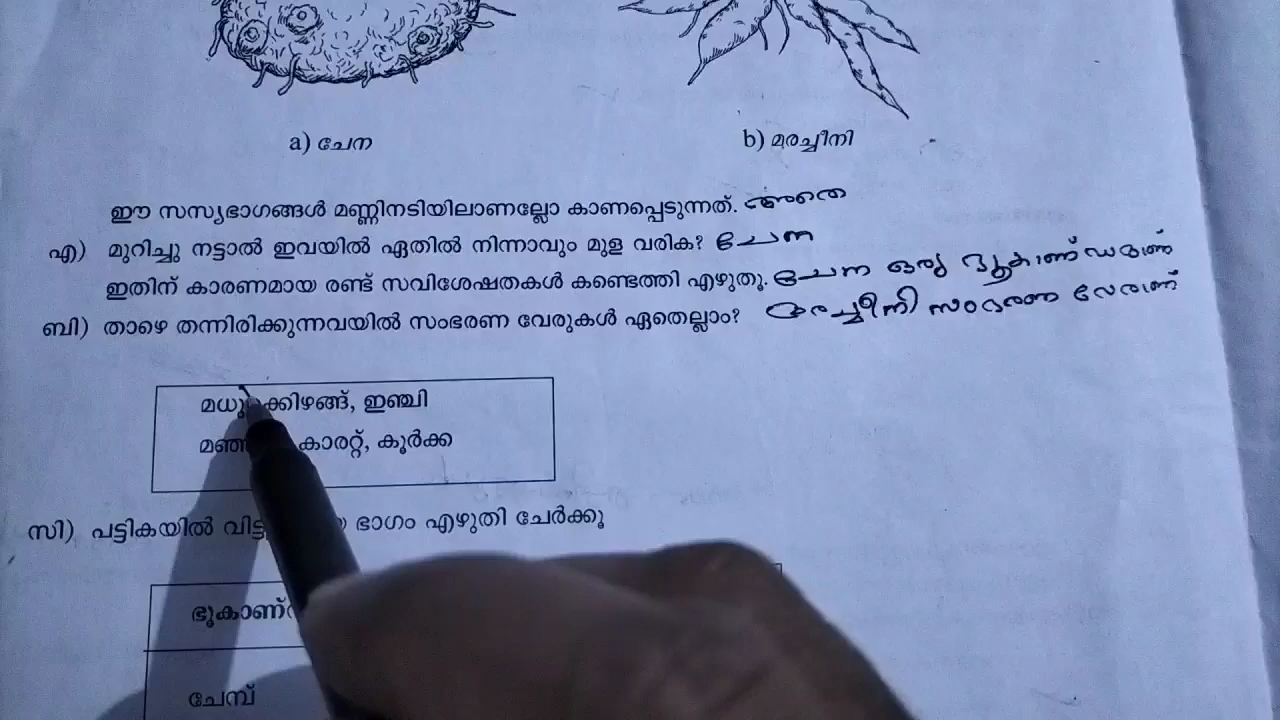 a) ചേന
b) മരച്ചീനി
ഈ സസ്യഭാഗങ്ങൾ മണ്ണിനടിയിലാണല്ലോ കാണപ്പെടുന്നത്. അതെ
എ) മുറിച്ചു നട്ടാൽ ഇവയിൽ ഏതിൽ നിന്നാവും മുള വരിക? ചേന
ഇതിന് കാരണമായ രണ്ട് സവിശേഷതകൾ കണ്ടെത്തി എഴുതൂ. ചേന ഒരു ഭൂകാണ്ഡമാണ്
ബി) താഴെ തന്നിരിക്കുന്നവയിൽ സംഭരണ വേരുകൾ ഏതെല്ലാം? മരച്ചീനി സംഭരണ വേരാണ്
ഇഞ്ചി
കാരറ്റ്, കൂർക്ക
സി) പട്ടികയിൽ ഭാഗം എഴുതി ചേർക്കൂ
ചേമ്പ്